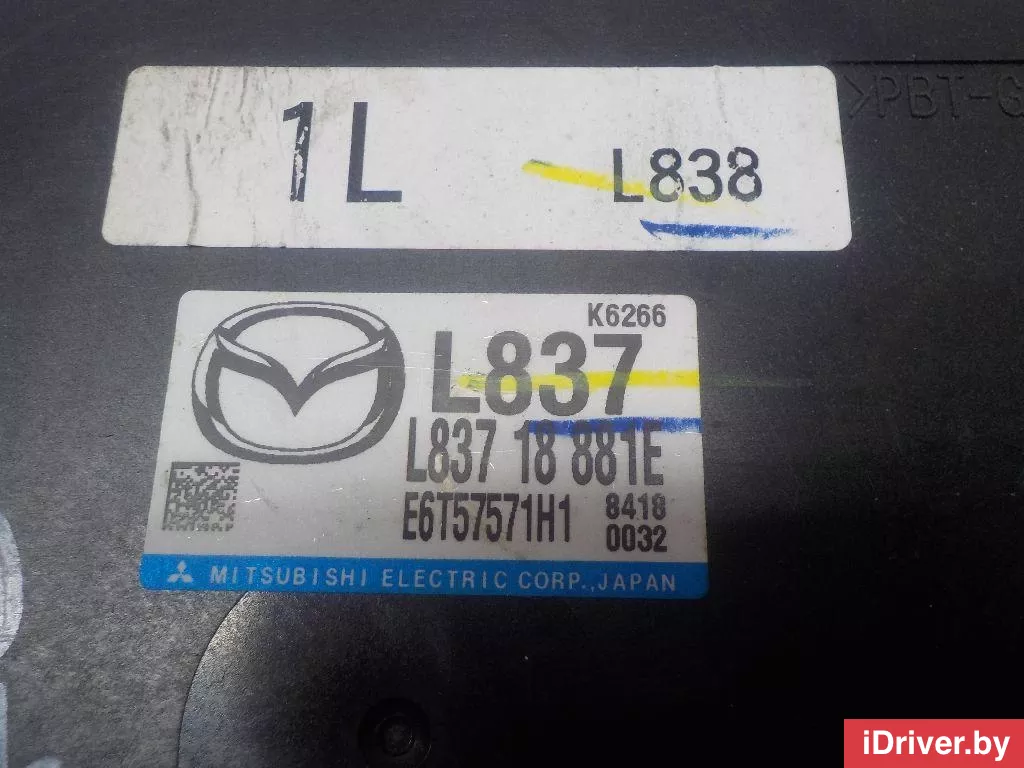 1L
L838
>PBT-G
K6266
L837
L837 18 881E
E6T57571H1
8418
0032
MITSUBISHI ELECTRIC CORP.,JAPAN
iDriver.by